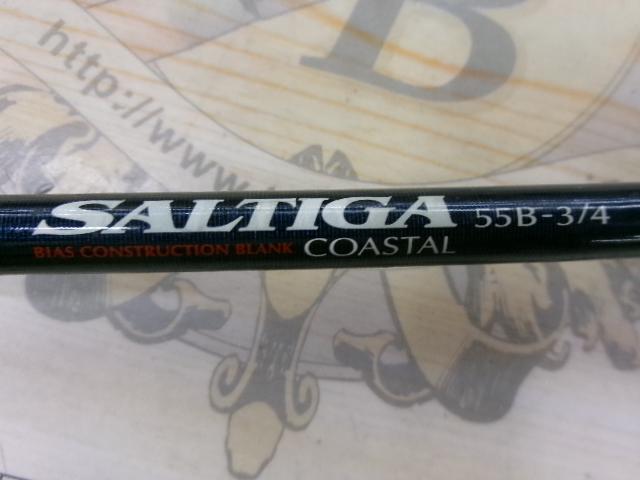 http://www.
B
SALTIGA 55B-3/4
BIAS CONSTRUCTION BLANK COASTAL